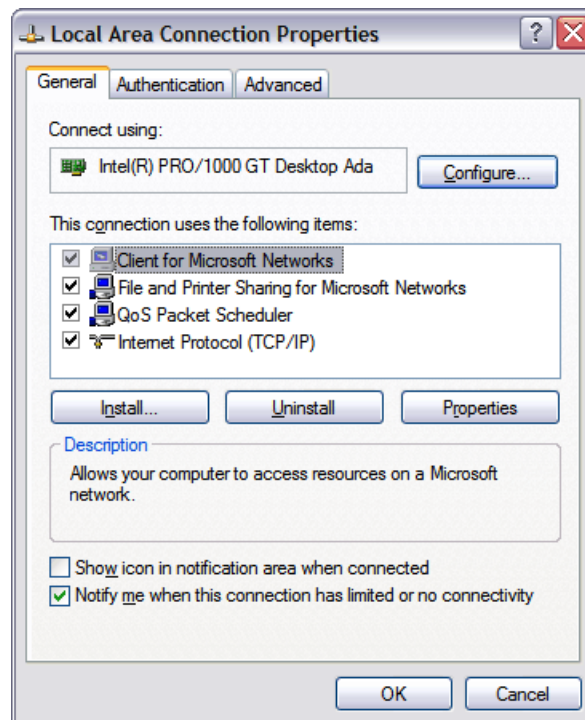 Local Area Connection Properties
General Authentication Advanced
Connect using:
Intel(R) PRO/1000 GT Desktop Ada
Configure...
This connection uses the following items:
Client for Microsoft Networks
File and Printer Sharing for Microsoft Networks
QoS Packet Scheduler
Internet Protocol (TCP/IP)
Install... Uninstall Properties
Description
Allows your computer to access resources on a Microsoft
network.
Show icon in notification area when connected
Notify me when this connection has limited or no connectivity
OK Cancel